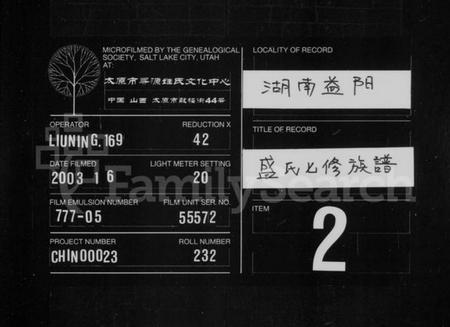 MICROFILMED BY THE GENEALOGICAL
SOCIETY, SALT LAKE CITY, UTAH
AT:
太原市寻源姓氏文化中心
中国 山西 太原市鼓楼街44号
OPERATOR REDUCTION X
LIUNING,169 42
DATE FILMED LIGHT METER SETTING
2003 1 6 20
FILM EMULSION NUMBER FILM UNIT SER. NO.
777-05 55572
PROJECT NUMBER ROLL NUMBER
CHIN00023 232
LOCALITY OF RECORD
湖南益阳
TITLE OF RECORD
盛氏七修族譜
ITEM
2
FamilySearch